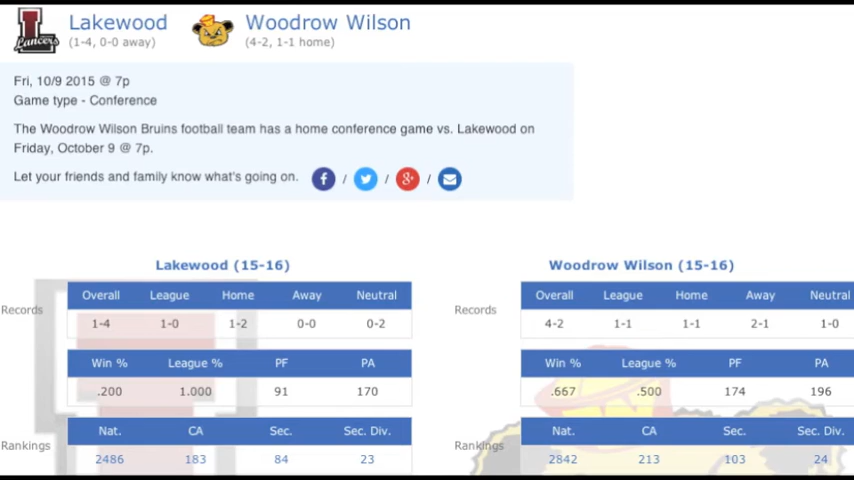 Lancers
Lakewood
(1-4, 0-0 away)
Woodrow Wilson
(4-2, 1-1 home)
Fri, 10/9 2015 @ 7p
Game type - Conference
The Woodrow Wilson Bruins football team has a home conference game vs. Lakewood on
Friday, October 9 @ 7p.
Let your friends and family know what's going on. f / / g+ /
Lakewood (15-16)
Records
Overall League Home Away Neutral
1-4 1-0 1-2 0-0 0-2
Win % League % PF PA
.200 1.000 91 170
Rankings
Nat. CA Sec. Sec. Div.
2486 183 84 23
Woodrow Wilson (15-16)
Records
Overall League Home Away Neutral
4-2 1-1 1-1 2-1 1-0
Win % League % PF PA
.667 .500 174 196
Rankings
Nat. CA Sec. Sec. Div.
2842 213 103 24